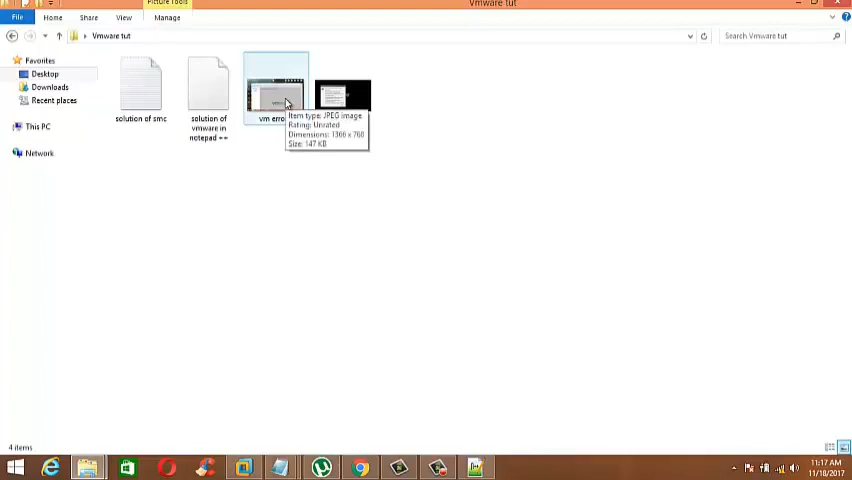 Picture Tools
Vmware tut
File Home Share View Manage
Vmware tut
Search Vmware tut
Favorites
Desktop
Downloads
Recent places
This PC
Network
solution of smc
solution of
vmware in
notepad ++
vm erro
Item type: JPEG image
Rating: Unrated
Dimensions: 1366 x 768
Size: 147 KB
4 items
11:17 AM
11/18/2017